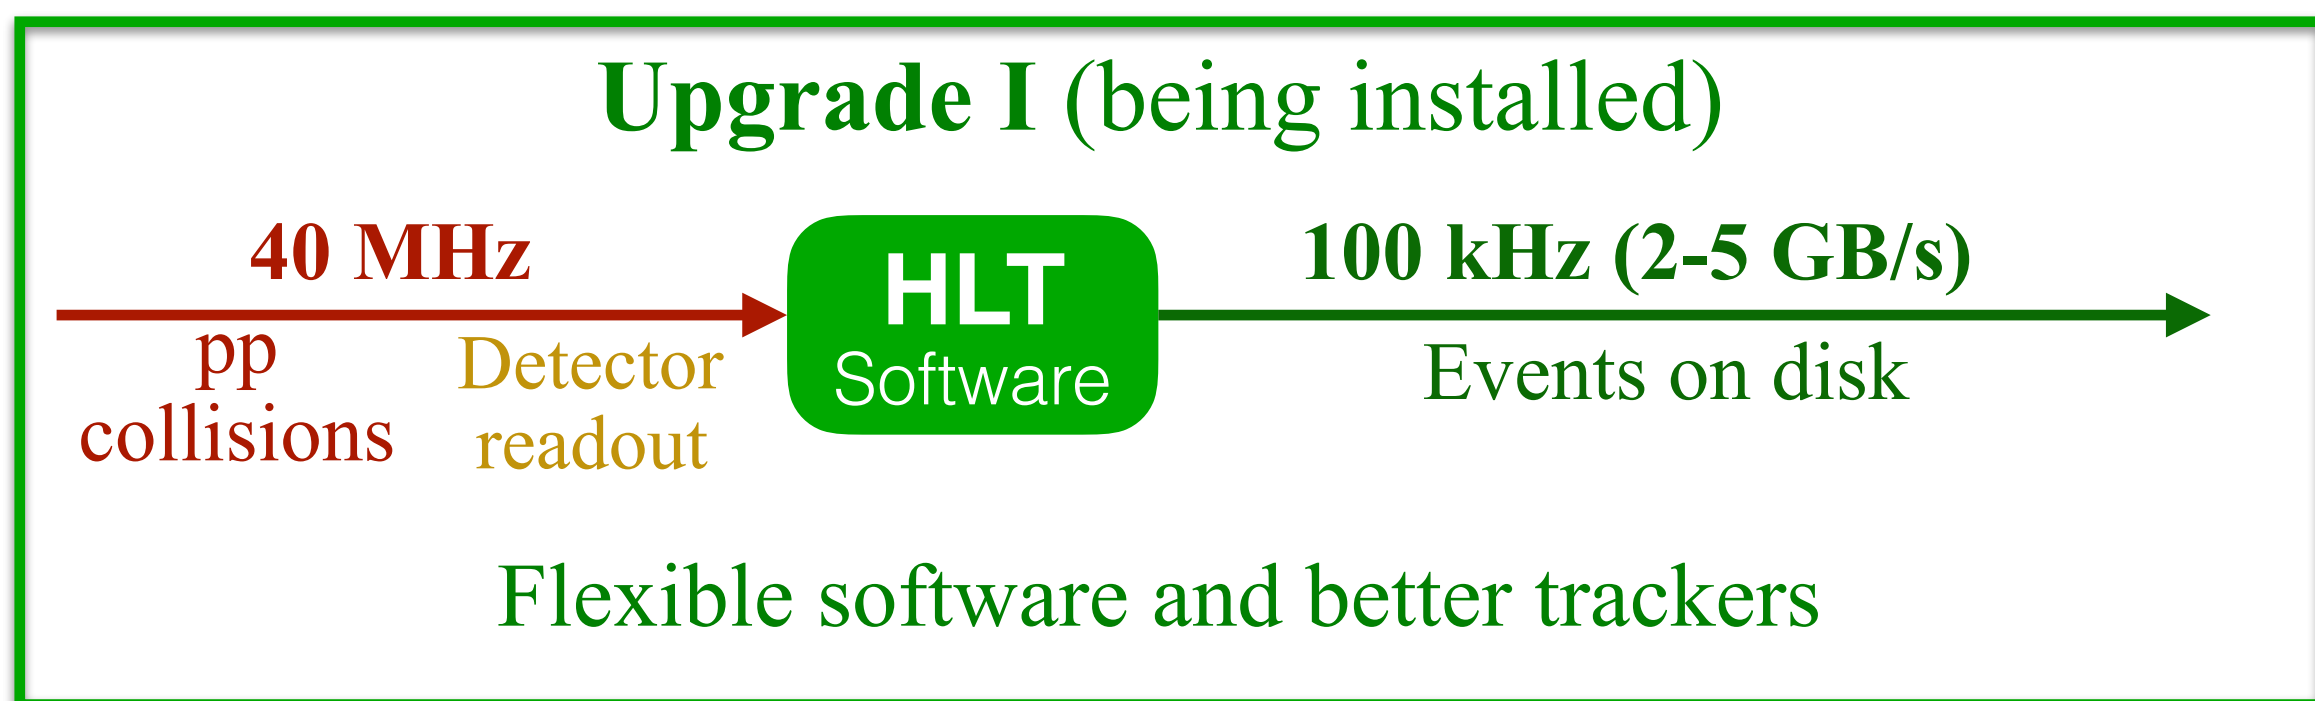 Upgrade I (being installed)
40 MHz
pp
collisions
Detector
readout
HLT
Software
100 kHz (2-5 GB/s)
Events on disk
Flexible software and better trackers